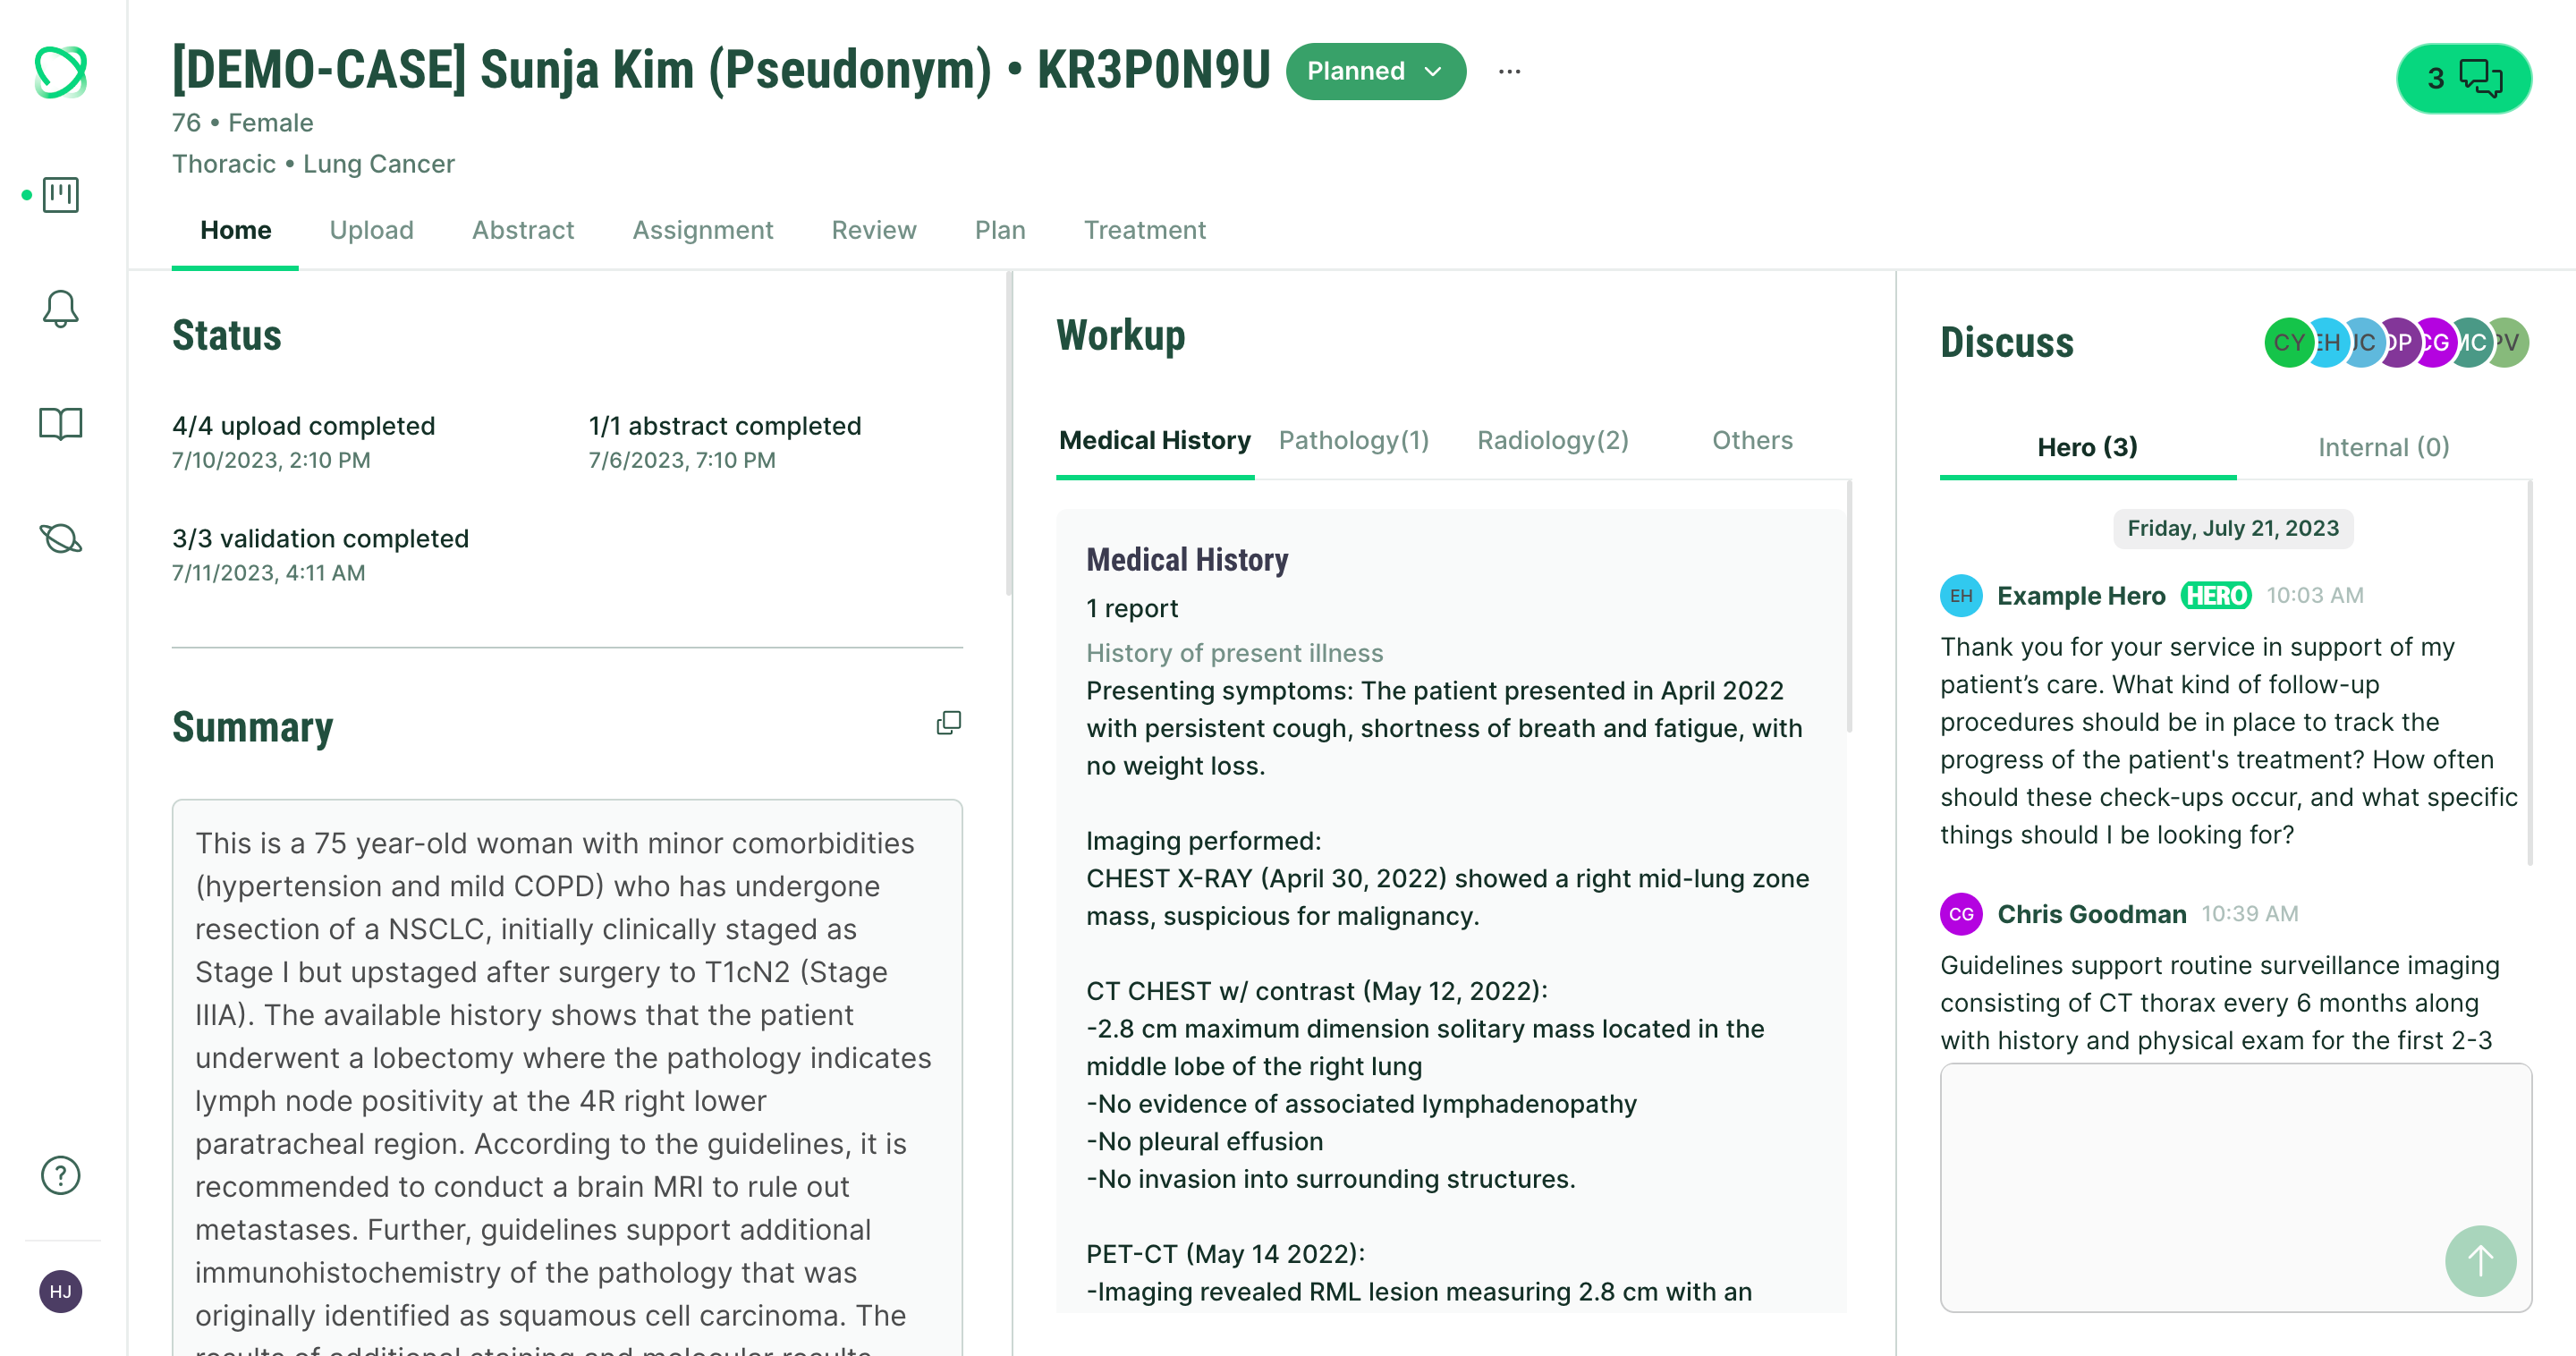 [DEMO-CASE] Sunja Kim (Pseudonym) • KR3P0N9U
Planned
...
3
76 • Female
Thoracic • Lung Cancer
Home
Upload
Abstract
Assignment
Review
Plan
Treatment
Status
4/4 upload completed
7/10/2023, 2:10 PM
1/1 abstract completed
7/6/2023, 7:10 PM
3/3 validation completed
7/11/2023, 4:11 AM
Summary
This is a 75 year-old woman with minor comorbidities
(hypertension and mild COPD) who has undergone
resection of a NSCLC, initially clinically staged as
Stage I but upstaged after surgery to T1cN2 (Stage
IIIA). The available history shows that the patient
underwent a lobectomy where the pathology indicates
lymph node positivity at the 4R right lower
paratracheal region. According to the guidelines, it is
recommended to conduct a brain MRI to rule out
metastases. Further, guidelines support additional
immunohistochemistry of the pathology that was
originally identified as squamous cell carcinoma. The
results of additional staining and molecular results
Workup
Medical History
Pathology(1)
Radiology(2)
Others
Medical History
1 report
History of present illness
Presenting symptoms: The patient presented in April 2022
with persistent cough, shortness of breath and fatigue, with
no weight loss.
Imaging performed:
CHEST X-RAY (April 30, 2022) showed a right mid-lung zone
mass, suspicious for malignancy.
CT CHEST w/ contrast (May 12, 2022):
-2.8 cm maximum dimension solitary mass located in the
middle lobe of the right lung
-No evidence of associated lymphadenopathy
-No pleural effusion
-No invasion into surrounding structures.
PET-CT (May 14 2022):
-Imaging revealed RML lesion measuring 2.8 cm with an
Discuss
CY
EH
JC
DP
CG
MC
PV
Hero (3)
Internal (0)
Friday, July 21, 2023
EH
Example Hero HERO 10:03 AM
Thank you for your service in support of my
patient’s care. What kind of follow-up
procedures should be in place to track the
progress of the patient's treatment? How often
should these check-ups occur, and what specific
things should I be looking for?
CG
Chris Goodman 10:39 AM
Guidelines support routine surveillance imaging
consisting of CT thorax every 6 months along
with history and physical exam for the first 2-3
?
HJ